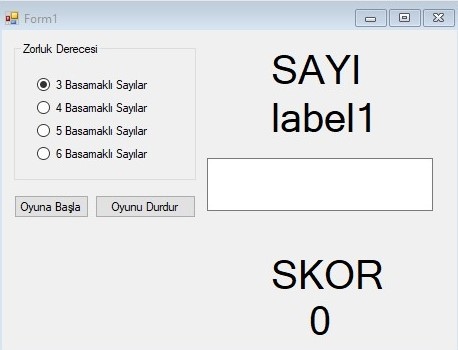 Form1
Zorluk Derecesi
3 Basamaklı Sayılar
4 Basamaklı Sayılar
5 Basamaklı Sayılar
6 Basamaklı Sayılar
Oyuna Başla
Oyunu Durdur
SAYI
label1
SKOR
0